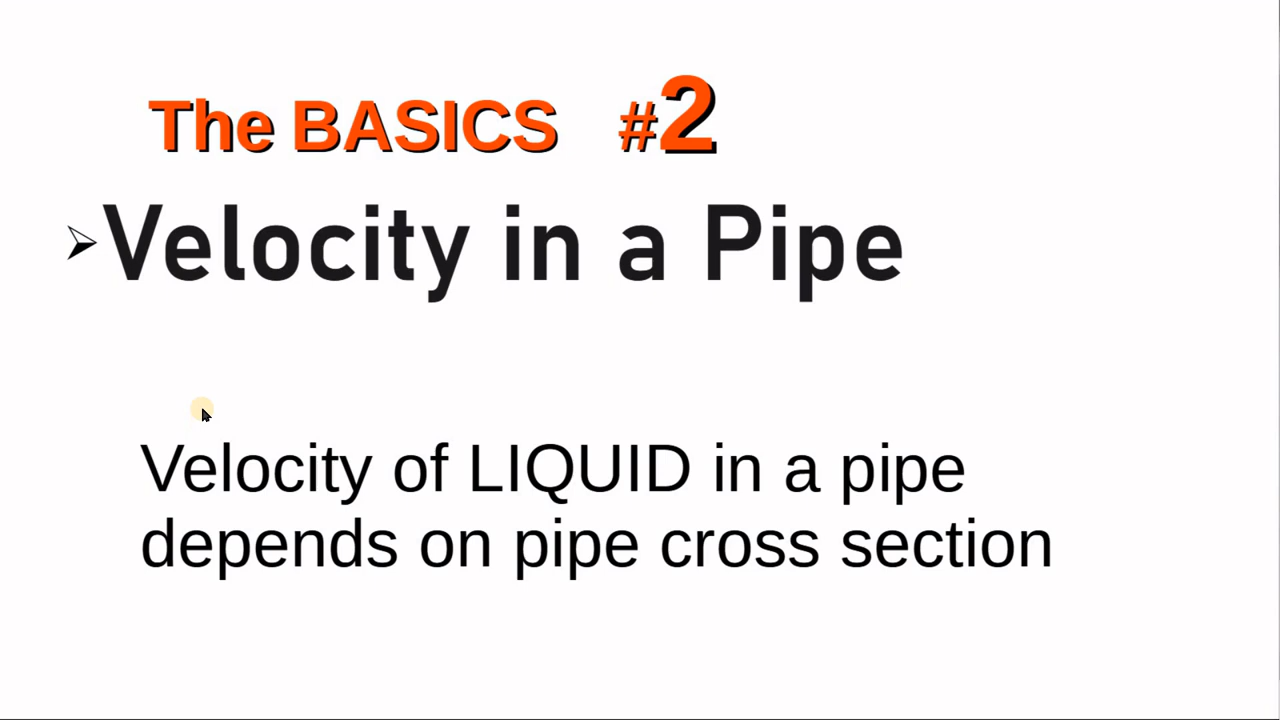 The BASICS #2
➢Velocity in a Pipe
Velocity of LIQUID in a pipe
depends on pipe cross section